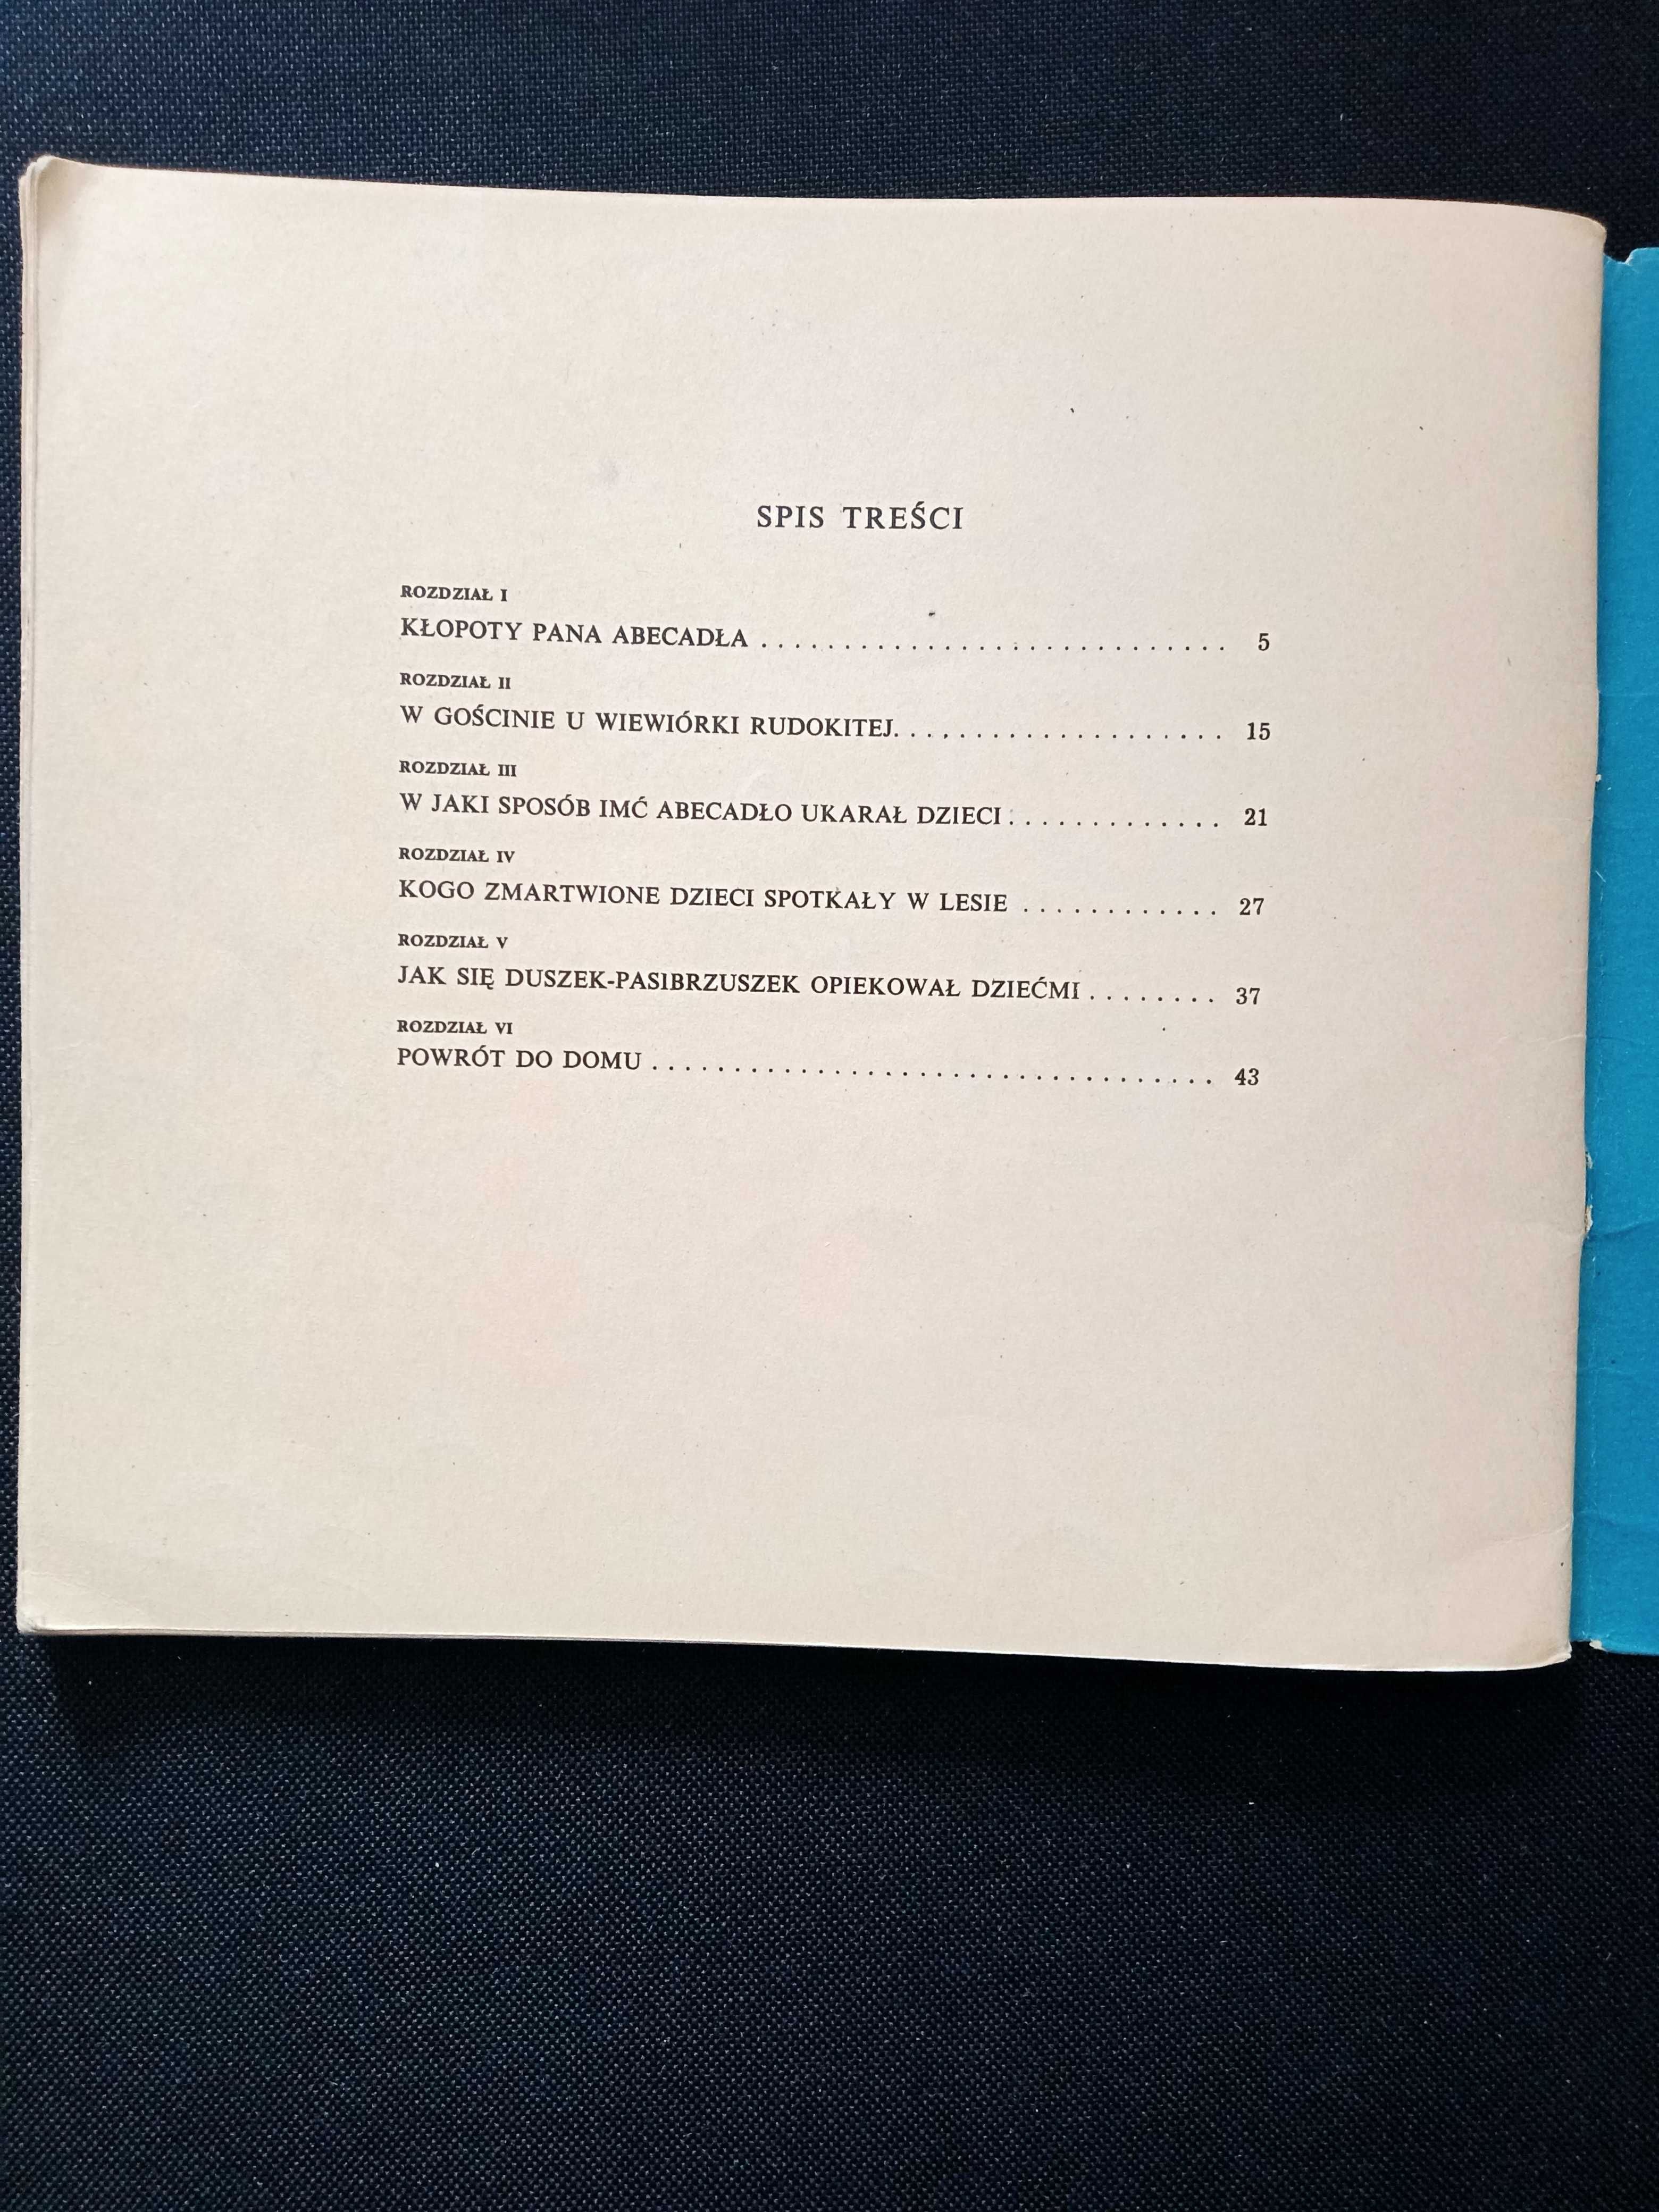 SPIS TREŚCI
ROZDZIAŁ I
KŁOPOTY PANA ABECADŁA . . . . . . . . . . . . . . . . . . . . . . . . . . . . . . . . . . . . 5
ROZDZIAŁ II
W GOŚCINIE U WIEWIÓRKI RUDOKITEJ. . . . . . . . . . . . . . . . . . . . . . . . . 15
ROZDZIAŁ III
W JAKI SPOSÓB IMĆ ABECADŁO UKARAŁ DZIECI . . . . . . . . . . . . . . . . . 21
ROZDZIAŁ IV
KOGO ZMARTWIONE DZIECI SPOTKAŁY W LESIE . . . . . . . . . . . . . . . . 27
ROZDZIAŁ V
JAK SIĘ DUSZEK-PASIBRZUSZEK OPIEKOWAŁ DZIEĆMI . . . . . . . . . . 37
ROZDZIAŁ VI
POWRÓT DO DOMU . . . . . . . . . . . . . . . . . . . . . . . . . . . . . . . . . . . 43